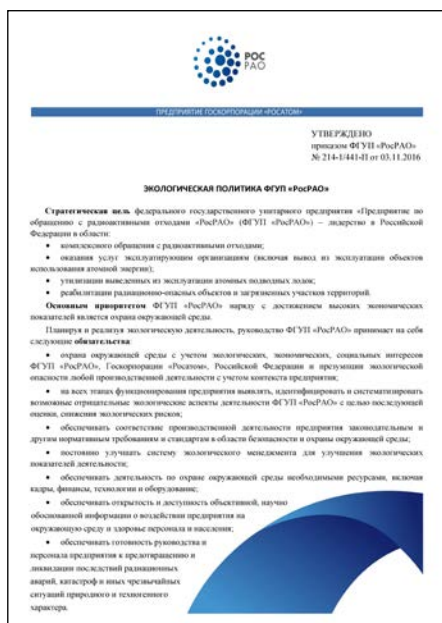 РОС
РАО
ПРЕДПРИЯТИЕ ГОСКОРПОРАЦИИ «РОСАТОМ»
УТВЕРЖДЕНО
приказом ФГУП «РосРАО»
№ 214-1/441-П от 03.11.2016
ЭКОЛОГИЧЕСКАЯ ПОЛИТИКА ФГУП «РосРАО»
Стратегическая цель федерального государственного унитарного предприятия «Предприятие по
обращению с радиоактивными отходами «РосРАО» (ФГУП «РосРАО») – лидерство в Российской
Федерации в области:
• комплексного обращения с радиоактивными отходами;
• оказания услуг эксплуатирующим организациям (включая вывод из эксплуатации объектов
использования атомной энергии);
• утилизации выведенных из эксплуатации атомных подводных лодок;
• реабилитации радиационно-опасных объектов и загрязненных участков территорий.
Основным приоритетом ФГУП «РосРАО» наряду с достижением высоких экономических
показателей является охрана окружающей среды.
Планируя и реализуя экологическую деятельность, руководство ФГУП «РосРАО» принимает на себя
следующие обязательства:
• охрана окружающей среды с учетом экологических, экономических, социальных интересов
ФГУП «РосРАО», Госкорпорации «Росатом», Российской Федерации и презумпции экологической
опасности любой производственной деятельности с учетом контекста предприятия;
• на всех этапах функционирования предприятия выявлять, идентифицировать и систематизировать
возможные отрицательные экологические аспекты деятельности ФГУП «РосРАО» с целью последующей
оценки, снижения экологических рисков;
• обеспечивать соответствие производственной деятельности предприятия законодательным и
другим нормативным требованиям и стандартам в области безопасности и охраны окружающей среды;
• постоянно улучшать систему экологического менеджмента для улучшения экологических
показателей деятельности;
• обеспечивать деятельность по охране окружающей среды необходимыми ресурсами, включая
кадры, финансы, технологии и оборудование;
• обеспечивать открытость и доступность объективной, научно
обоснованной информации о воздействии предприятия на
окружающую среду и здоровье персонала и населения;
• обеспечивать готовность руководства и
персонала предприятия к предотвращению и
ликвидации последствий радиационных
аварий, катастроф и иных чрезвычайных
ситуаций природного и техногенного
характера.